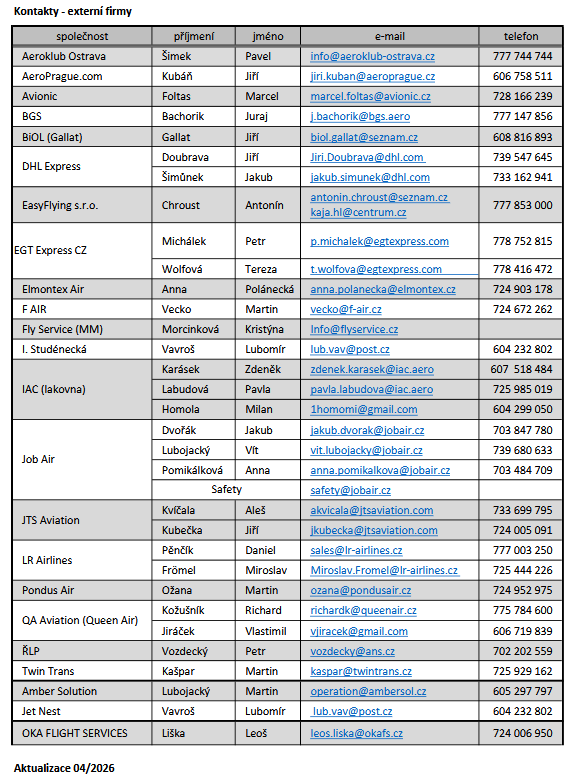 Kontakty - externí firmy
společnost příjmení jméno e-mail telefon
Aeroklub Ostrava Šimek Pavel info@aeroklub-ostrava.cz 777 744 744
AeroPrague.com Kubáň Jiří jiri.kuban@aeroprague.cz 606 758 511
Avionic Foltas Marcel marcel.foltas@avionic.cz 728 166 239
BGS Bachorik Juraj j.bachorik@bgs.aero 777 147 856
BiOL (Gallat) Gallat Jiří biol.gallat@seznam.cz 608 816 893
DHL Express Doubrava Jiří Jiri.Doubrava@dhl.com 739 547 645
Šimůnek Jakub jakub.simunek@dhl.com 733 162 941
EasyFlying s.r.o. Chroust Antonín antonin.chroust@seznam.cz 777 853 000
kaja.hl@centrum.cz
EGT Express CZ Michálek Petr p.michalek@egtexpress.com 778 752 815
Wolfová Tereza t.wolfova@egtexpress.com 778 416 472
Elmontex Air Anna Polánecká anna.polanecka@elmontex.cz 724 903 178
F AIR Vecko Martin vecko@f-air.cz 724 672 262
Fly Service (MM) Morcinková Kristýna Info@flyservice.cz
I. Studénecká Vavroš Lubomír lub.vav@post.cz 604 232 802
IAC (lakovna) Karásek Zdeněk zdenek.karasek@iac.aero 607 518 484
Labudová Pavla pavla.labudova@iac.aero 725 985 019
Homola Milan 1homomi@gmail.com 604 299 050
Job Air Dvořák Jakub jakub.dvorak@jobair.cz 703 847 780
Lubojacký Vít vit.lubojacky@jobair.cz 739 680 633
Pomikálková Anna anna.pomikalkova@jobair.cz 703 484 709
Safety safety@jobair.cz
JTS Aviation Kvíčala Aleš akvicala@jtsaviation.com 733 699 795
Kubečka Jiří jkubecka@jtsaviation.com 724 005 091
LR Airlines Pěnčík Daniel sales@lr-airlines.cz 777 003 250
Frömel Miroslav Miroslav.Fromel@lr-airlines.cz 725 444 226
Pondus Air Ožana Martin ozana@pondusair.cz 724 952 975
QA Aviation (Queen Air) Kožušník Richard richardk@queenair.cz 775 784 600
Jiráček Vlastimil vjiracek@gmail.com 606 719 839
ŘLP Vozdecký Petr vozdecky@ans.cz 702 202 559
Twin Trans Kašpar Martin kaspar@twintrans.cz 725 929 162
Amber Solution Lubojacký Martin operation@ambersol.cz 605 297 797
Jet Nest Vavroš Lubomír lub.vav@post.cz 604 232 802
OKA FLIGHT SERVICES Liška Leoš leos.liska@okafs.cz 724 006 950
Aktualizace 04/2026